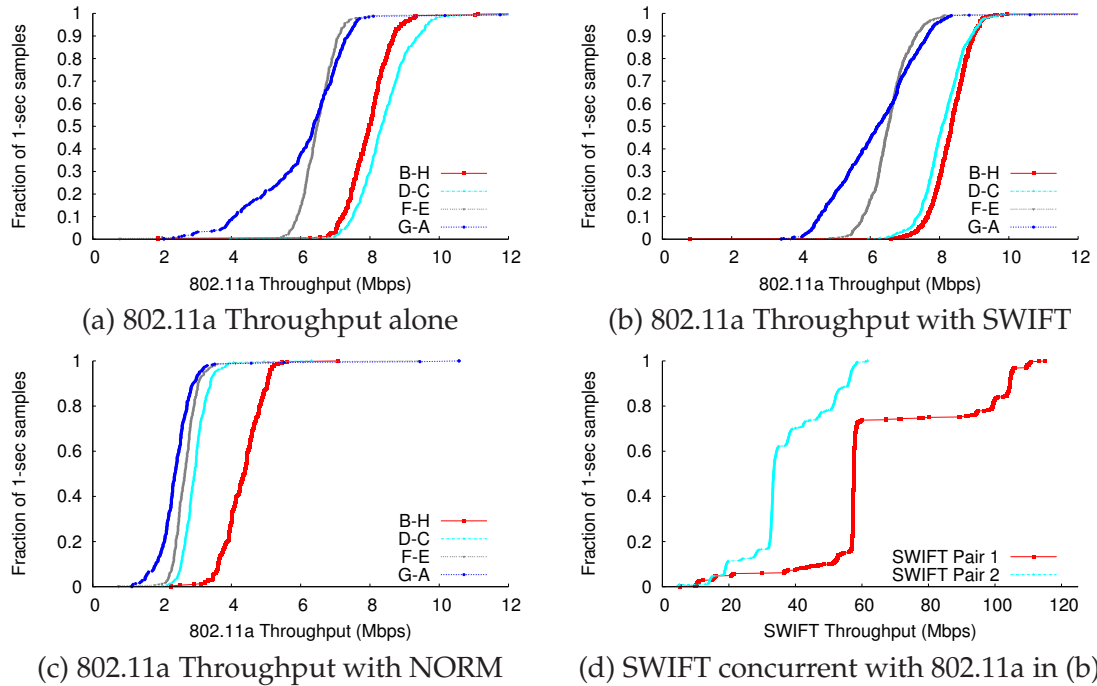 Fraction of 1-sec samples
1
0.9
0.8
0.7
0.6
0.5
0.4
0.3
0.2
0.1
0
0 2 4 6 8 10 12
802.11a Throughput (Mbps)
B-H
D-C
F-E
G-A
(a) 802.11a Throughput alone
Fraction of 1-sec samples
1
0.9
0.8
0.7
0.6
0.5
0.4
0.3
0.2
0.1
0
0 2 4 6 8 10 12
802.11a Throughput (Mbps)
B-H
D-C
F-E
G-A
(b) 802.11a Throughput with SWIFT
Fraction of 1-sec samples
1
0.8
0.6
0.4
0.2
0
0 2 4 6 8 10 12
802.11a Throughput (Mbps)
B-H
D-C
F-E
G-A
(c) 802.11a Throughput with NORM
Fraction of 1-sec samples
1
0.8
0.6
0.4
0.2
0
0 20 40 60 80 100 120
SWIFT Throughput (Mbps)
SWIFT Pair 1
SWIFT Pair 2
(d) SWIFT concurrent with 802.11a in (b)